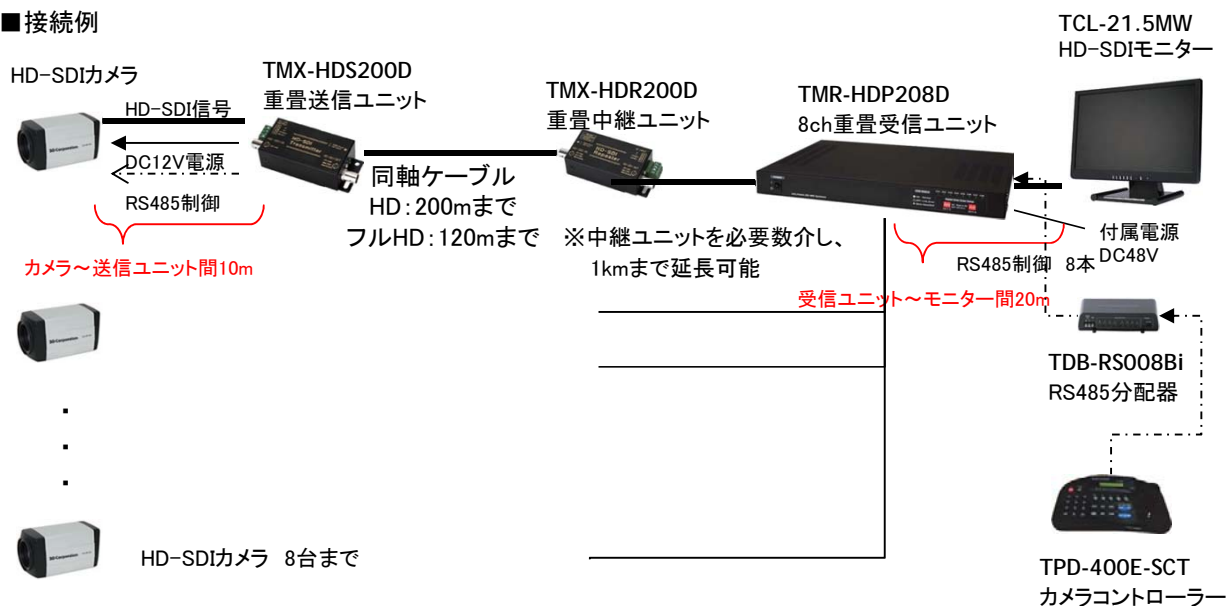 ■接続例
HD-SDIカメラ
HD-SDI信号
DC12V電源
RS485制御
カメラ～送信ユニット間10m
TMX-HDS200D
重畳送信ユニット
HD-SDI
Transmitter
同軸ケーブル
HD：200mまで
フルHD：120mまで
TMX-HDR200D
重畳中継ユニット
HD-SDI
Repeater
※中継ユニットを必要数介し、
1kmまで延長可能
TMR-HDP208D
8ch重畳受信ユニット
TCL-21.5MW
HD-SDIモニター
付属電源
DC48V
RS485制御 8本
受信ユニット～モニター間20m
TDB-RS008Bi
RS485分配器
TPD-400E-SCT
カメラコントローラー
・
・
・
HD-SDIカメラ 8台まで